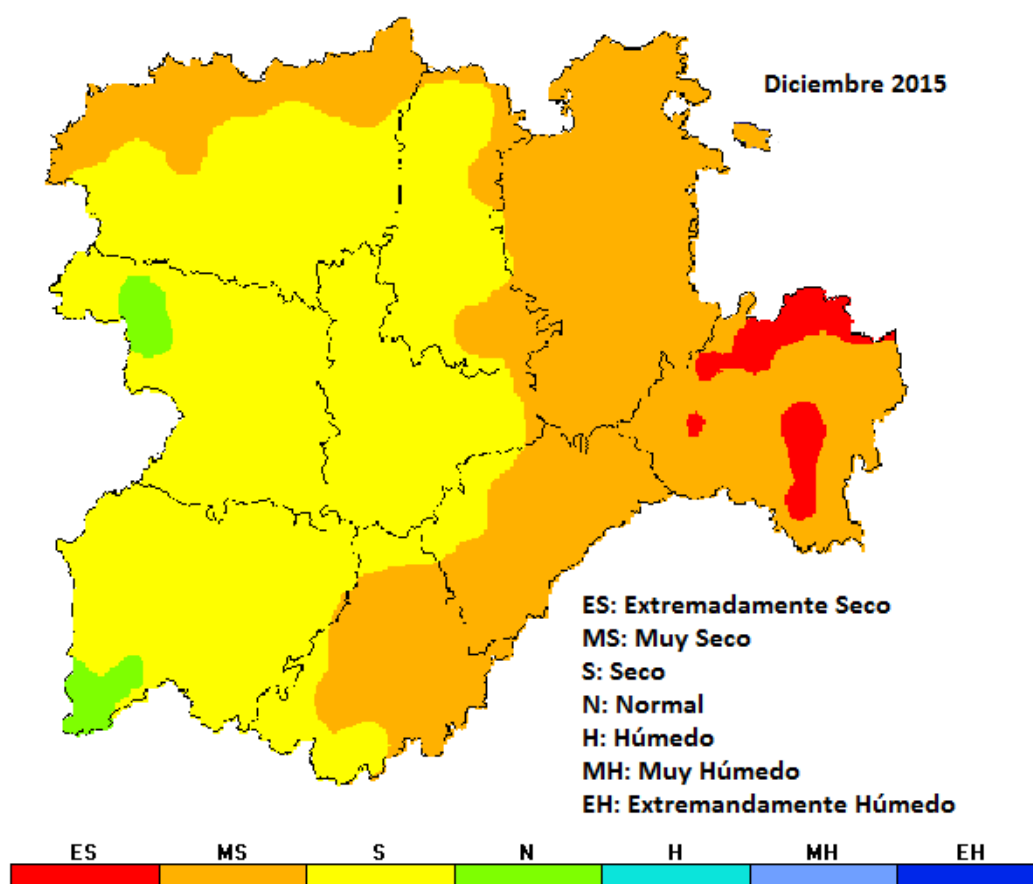 Diciembre 2015
ES: Extremadamente Seco
MS: Muy Seco
S: Seco
N: Normal
H: Húmedo
MH: Muy Húmedo
EH: Extremandamente Húmedo
ES MS S N H MH EH